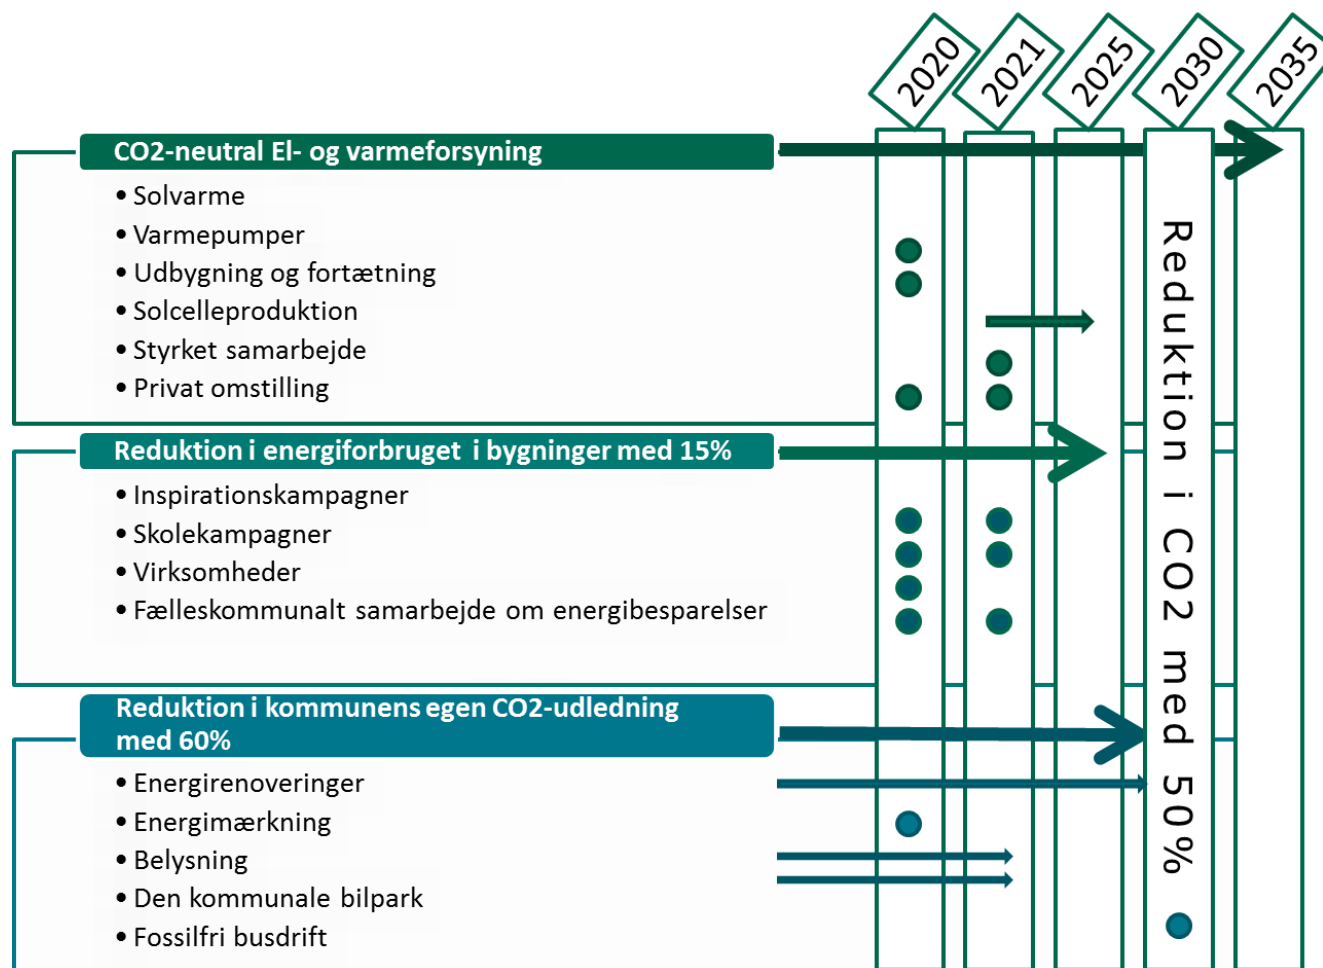 2020
2021
2025
2030
2035
CO2-neutral El- og varmeforsyning
• Solvarme
• Varmepumper
• Udbygning og fortætning
• Solcelleproduktion
• Styrket samarbejde
• Privat omstilling
Reduktion i energiforbruget i bygninger med 15%
• Inspirationskampagner
• Skolekampagner
• Virksomheder
• Fælleskommunalt samarbejde om energibesparelser
Reduktion i kommunens egen CO2-udledning
med 60%
• Energirenoveringer
• Energimærkning
• Belysning
• Den kommunale bilpark
• Fossilfri busdrift
Reduktion i CO2 med 50%